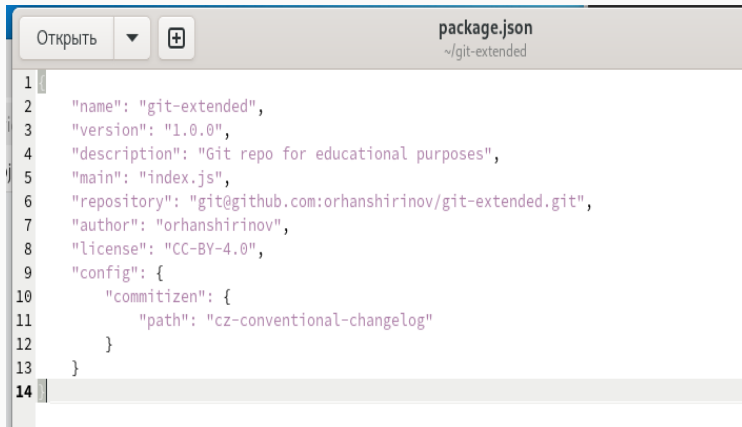 Открыть
package.json
~/git-extended
1 {
2     "name": "git-extended",
3     "version": "1.0.0",
4     "description": "Git repo for educational purposes",
5     "main": "index.js",
6     "repository": "git@github.com:orhanshirinov/git-extended.git",
7     "author": "orhanshirinov",
8     "license": "CC-BY-4.0",
9     "config": {
10         "commitizen": {
11             "path": "cz-conventional-changelog"
12         }
13     }
14 }